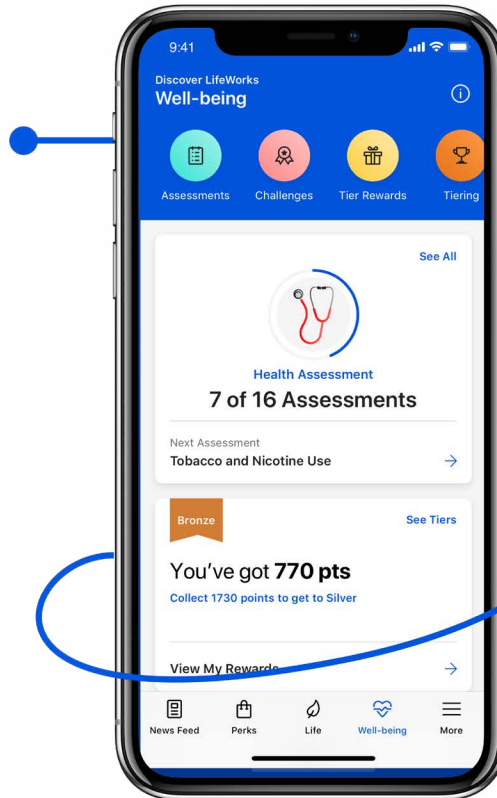 9:41
Discover LifeWorks
Well-being
Assessments Challenges Tier Rewards Tiering
See All
Health Assessment
7 of 16 Assessments
Next Assessment
Tobacco and Nicotine Use
Bronze
See Tiers
You've got 770 pts
Collect 1730 points to get to Silver
View My Rewards
News Feed Perks Life Well-being More